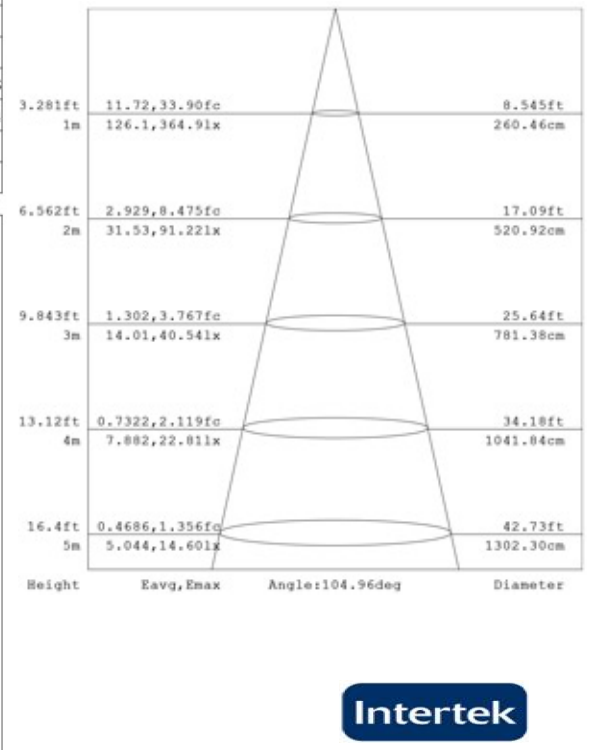 3.281ft 11.72,33.90fc 8.545ft
1m 126.1,364.9lx 260.46cm
6.562ft 2.929,8.475fc 17.09ft
2m 31.53,91.22lx 520.92cm
9.843ft 1.302,3.767fc 25.64ft
3m 14.01,40.54lx 781.38cm
13.12ft 0.7322,2.119fc 34.18ft
4m 7.882,22.81lx 1041.84cm
16.4ft 0.4686,1.356fc 42.73ft
5m 5.044,14.60lx 1302.30cm
Height Eavg,Emax Angle:104.96deg Diameter
Intertek